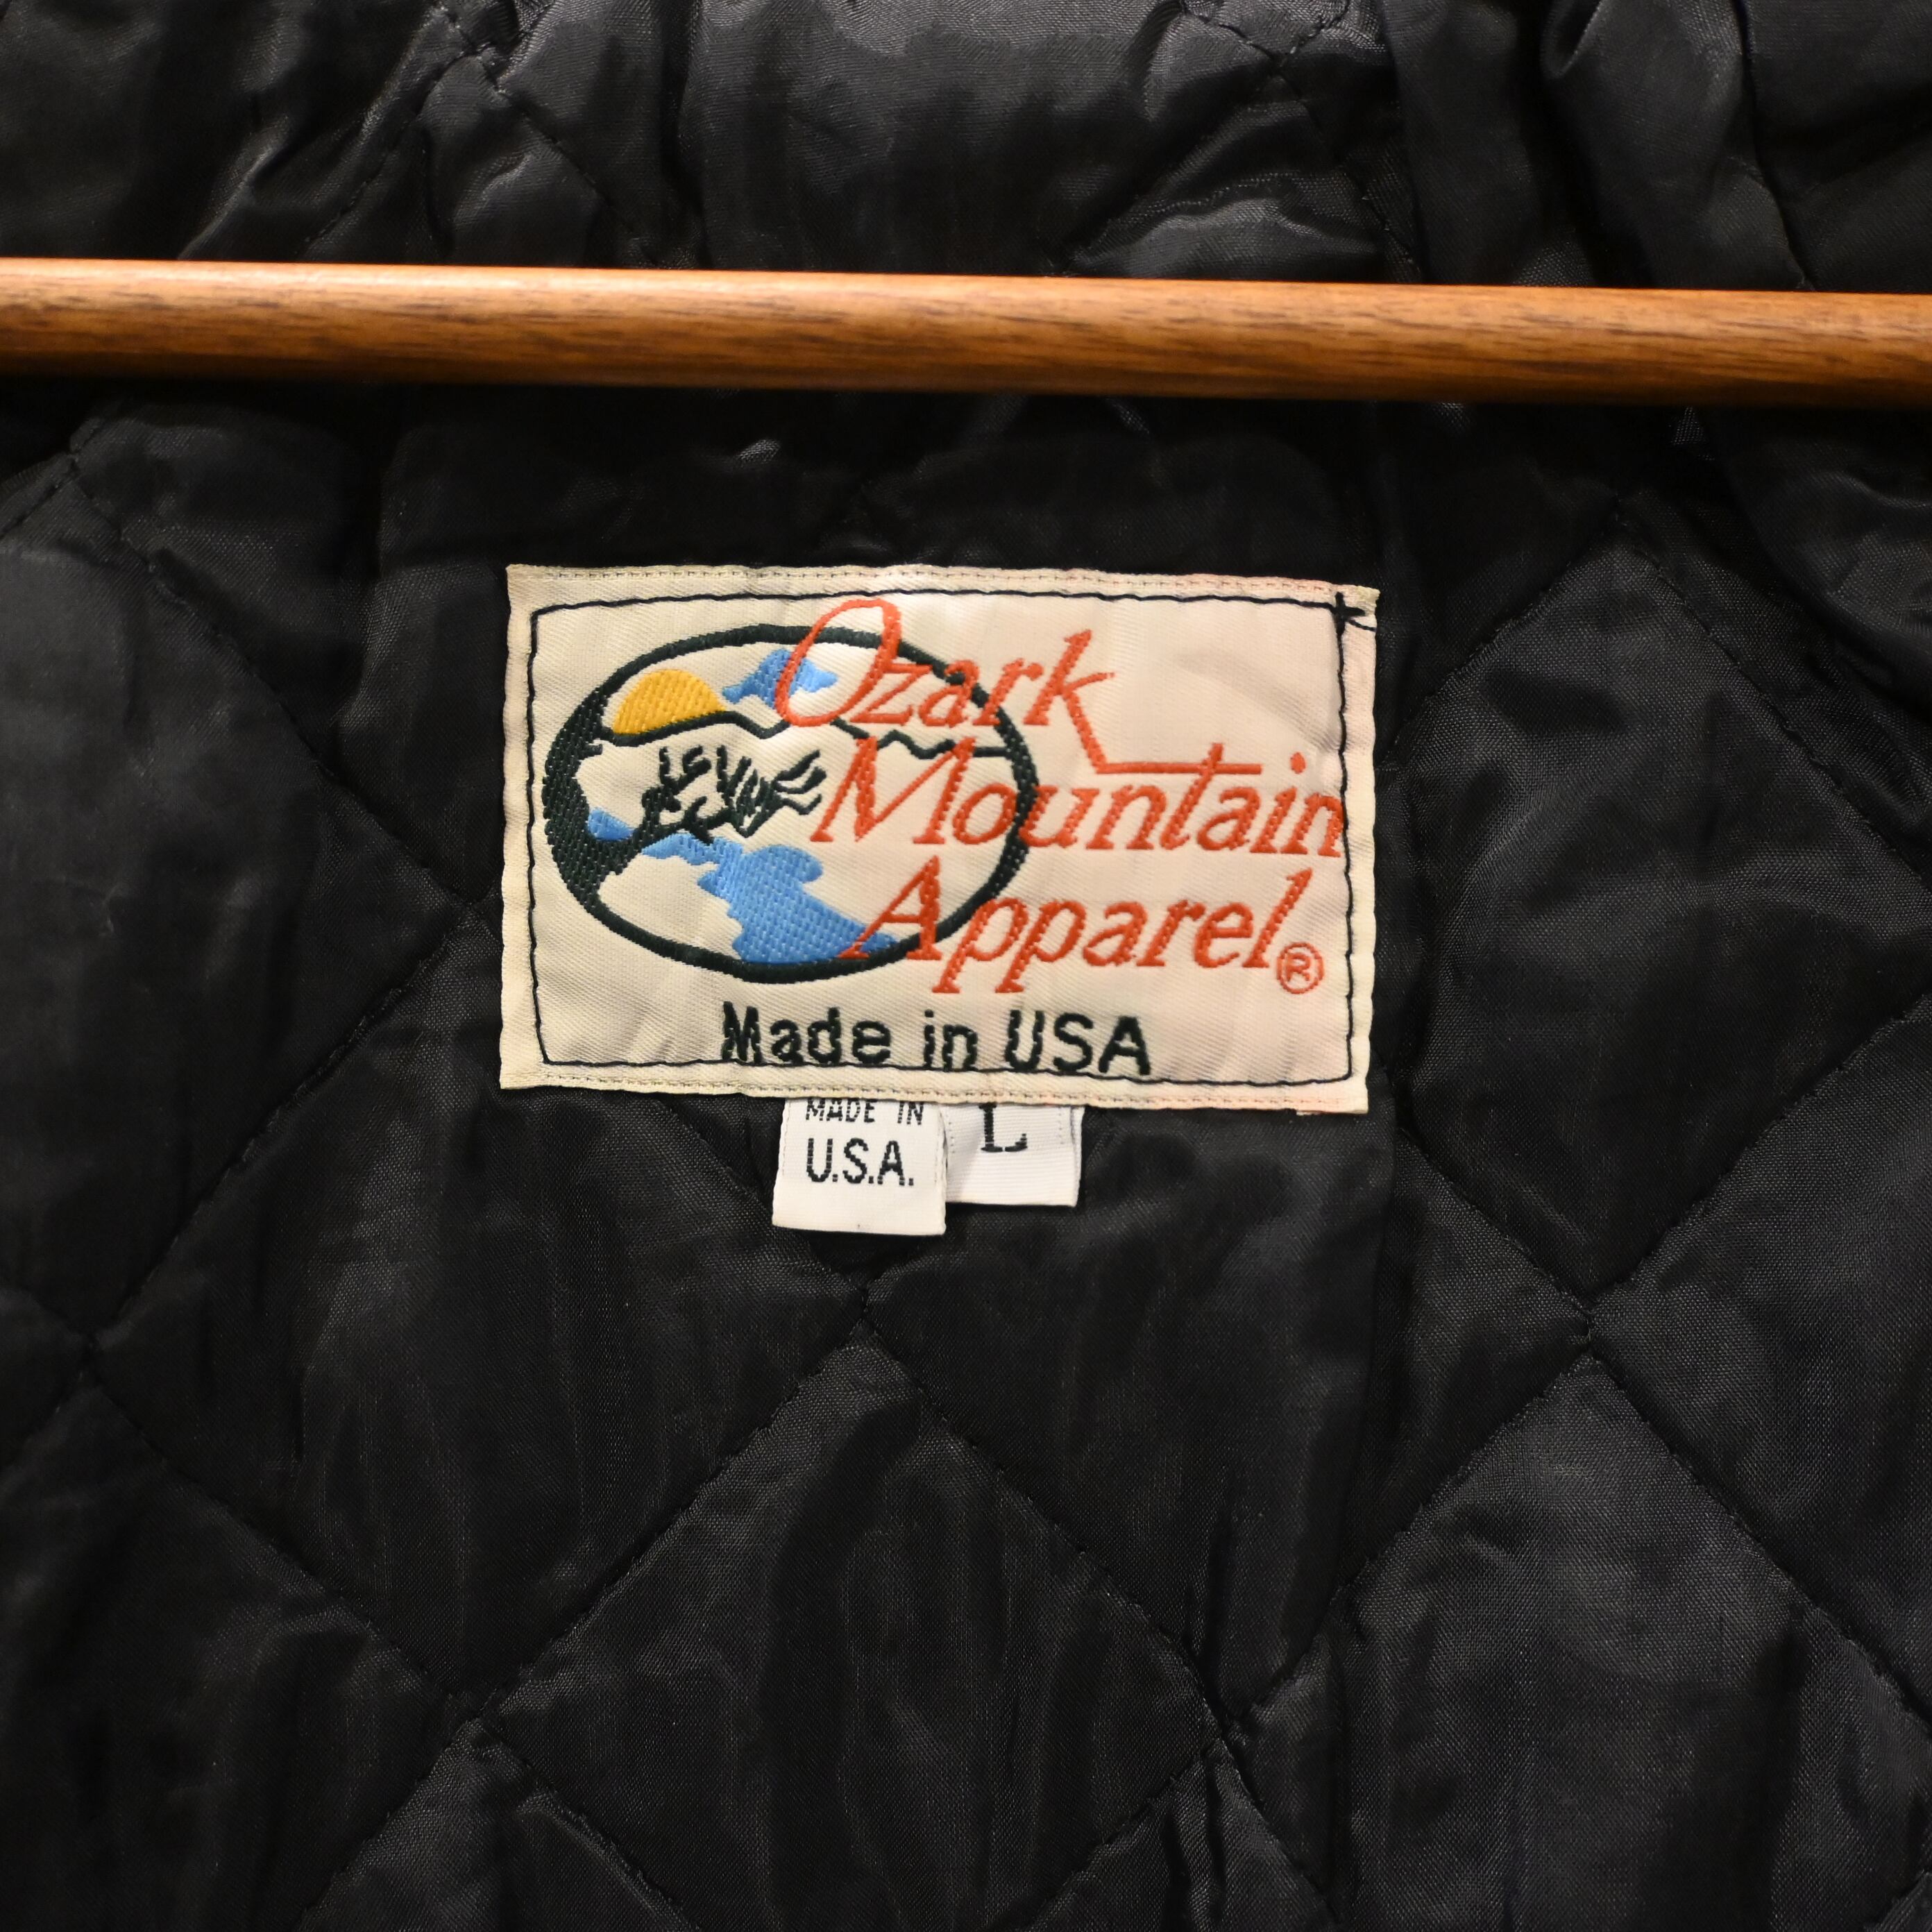 Ozark
Mountain
Apparel®
Made in USA
MADE IN
U.S.A.
L